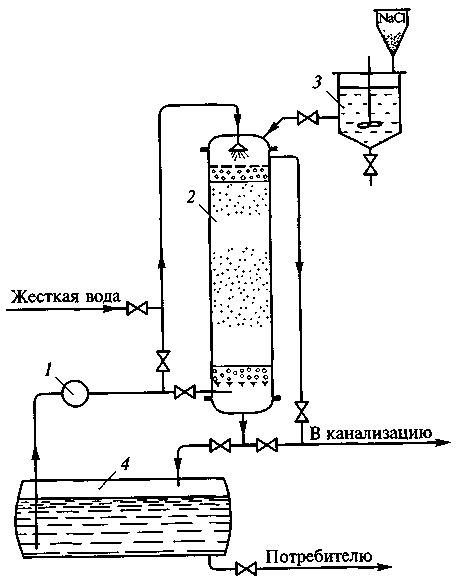 NaCl
3
2
Жесткая вода
1
В канализацию
4
Потребителю